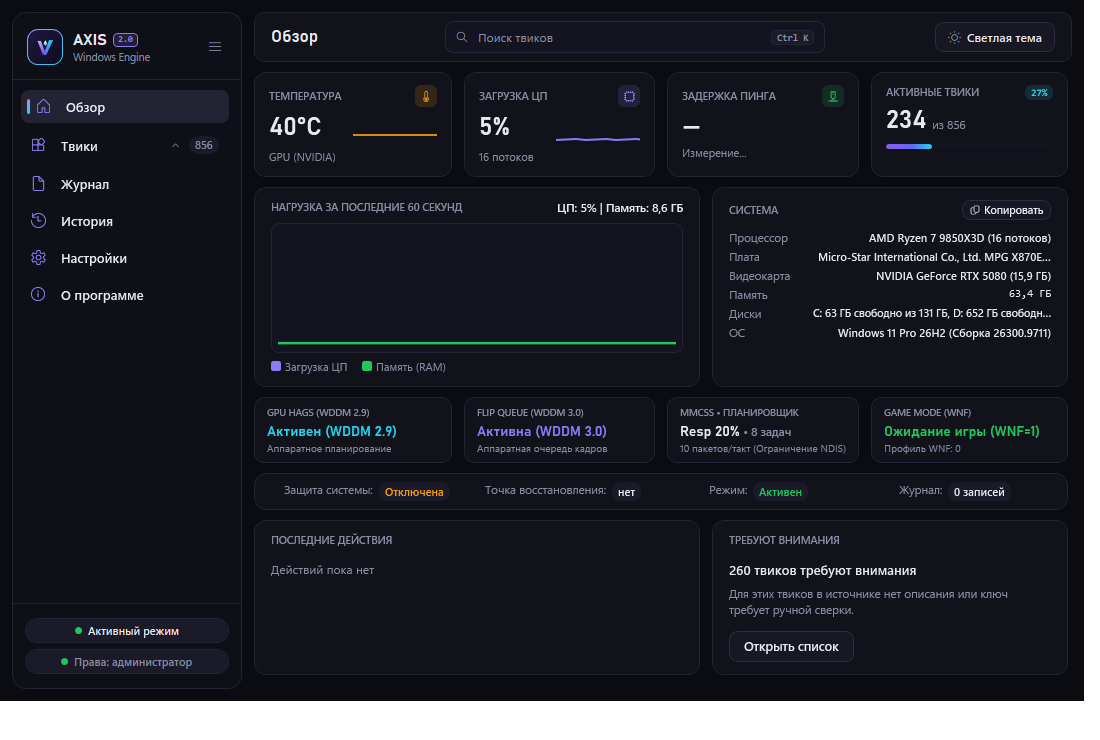 AXIS 2.0
Windows Engine
Обзор
Твики 856
Журнал
История
Настройки
О программе
Активный режим
Права: администратор
Обзор
Поиск твиков Ctrl K
Светлая тема
ТЕМПЕРАТУРА
40°C
GPU (NVIDIA)
ЗАГРУЗКА ЦП
5%
16 потоков
ЗАДЕРЖКА ПИНГА
—
Измерение...
АКТИВНЫЕ ТВИКИ 27%
234 из 856
НАГРУЗКА ЗА ПОСЛЕДНИЕ 60 СЕКУНД ЦП: 5% | Память: 8,6 ГБ
Загрузка ЦП Память (RAM)
СИСТЕМА Копировать
Процессор AMD Ryzen 7 9850X3D (16 потоков)
Плата Micro-Star International Co., Ltd. MPG X870E...
Видеокарта NVIDIA GeForce RTX 5080 (15,9 ГБ)
Память 63,4 ГБ
Диски C: 63 ГБ свободно из 131 ГБ, D: 652 ГБ свободн...
ОС Windows 11 Pro 26H2 (Сборка 26300.9711)
GPU HAGS (WDDM 2.9)
Активен (WDDM 2.9)
Аппаратное планирование
FLIP QUEUE (WDDM 3.0)
Активна (WDDM 3.0)
Аппаратная очередь кадров
MMCSS • ПЛАНИРОВЩИК
Resp 20% • 8 задач
10 пакетов/такт (Ограничение NDIS)
GAME MODE (WNF)
Ожидание игры (WNF=1)
Профиль WNF: 0
Защита системы: Отключена Точка восстановления: нет Режим: Активен Журнал: 0 записей
ПОСЛЕДНИЕ ДЕЙСТВИЯ
Действий пока нет
ТРЕБУЮТ ВНИМАНИЯ
260 твиков требуют внимания
Для этих твиков в источнике нет описания или ключ
требует ручной сверки.
Открыть список